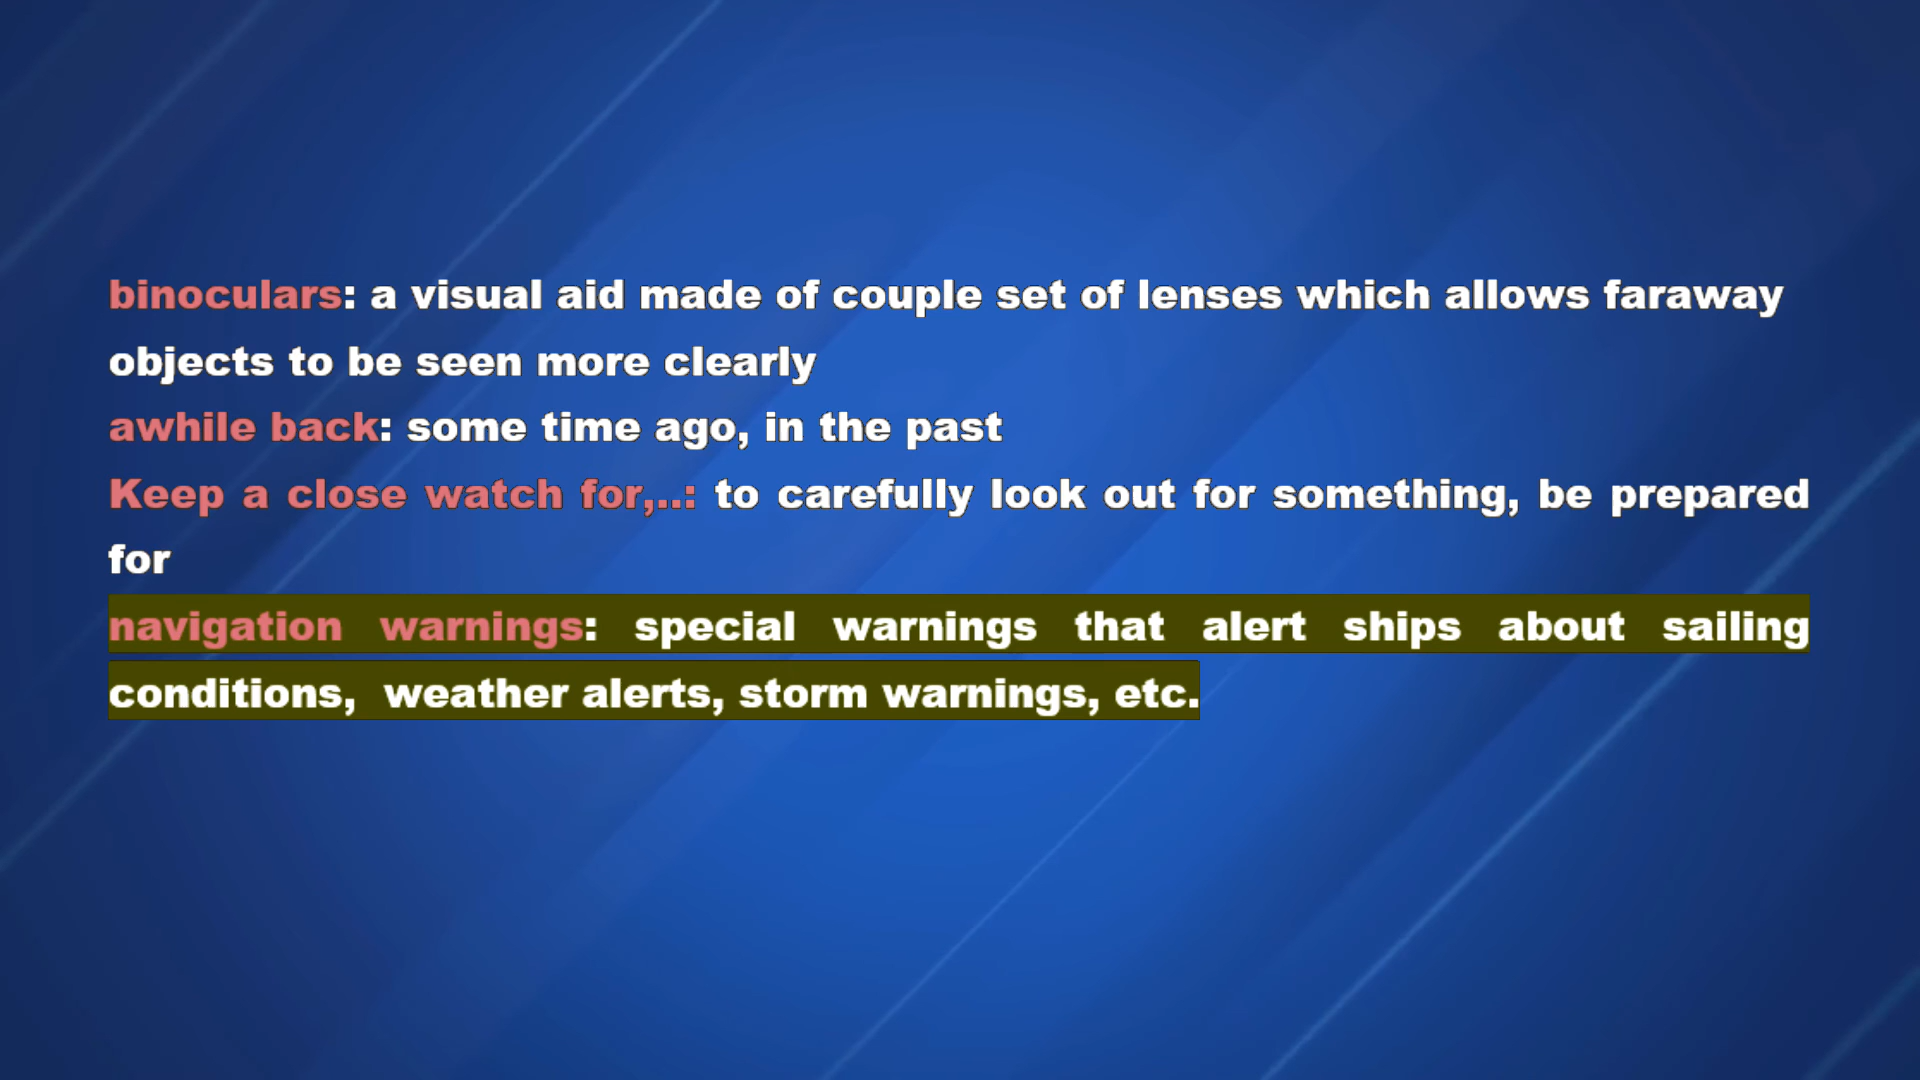 binoculars: a visual aid made of couple set of lenses which allows faraway
objects to be seen more clearly
awhile back: some time ago, in the past
Keep a close watch for,..: to carefully look out for something, be prepared
for
navigation warnings: special warnings that alert ships about sailing
conditions, weather alerts, storm warnings, etc.